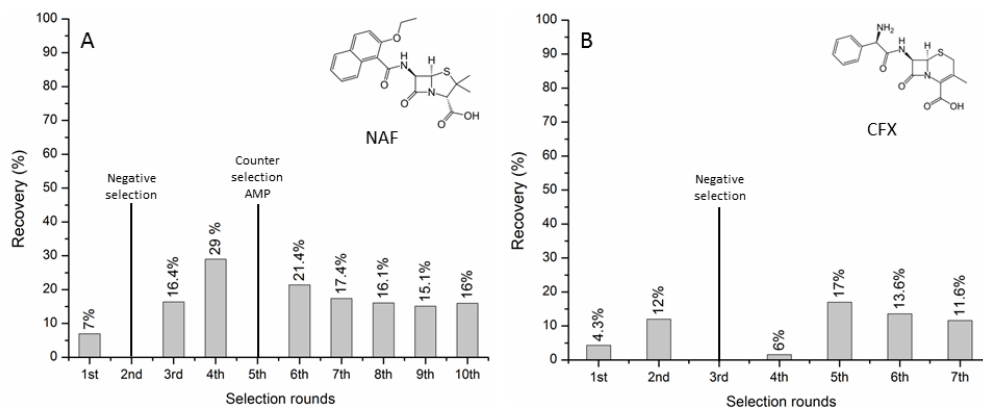 A
NAF
Recovery (%)
100
90
80
70
60
50
40
30
20
10
0
Negative
selection
Counter
selection
AMP
7%
16.4%
29 %
21.4%
17.4%
16.1%
15.1%
16%
1st
2nd
3rd
4th
5th
6th
7th
8th
9th
10th
Selection rounds
O
O
HN
H
S
N
O
O
OH
B
CFX
Recovery (%)
100
90
80
70
60
50
40
30
20
10
0
Negative
selection
4.3%
12%
6%
17%
13.6%
11.6%
1st
2nd
3rd
4th
5th
6th
7th
Selection rounds
NH2
H
N
H
S
O
O
N
O
OH